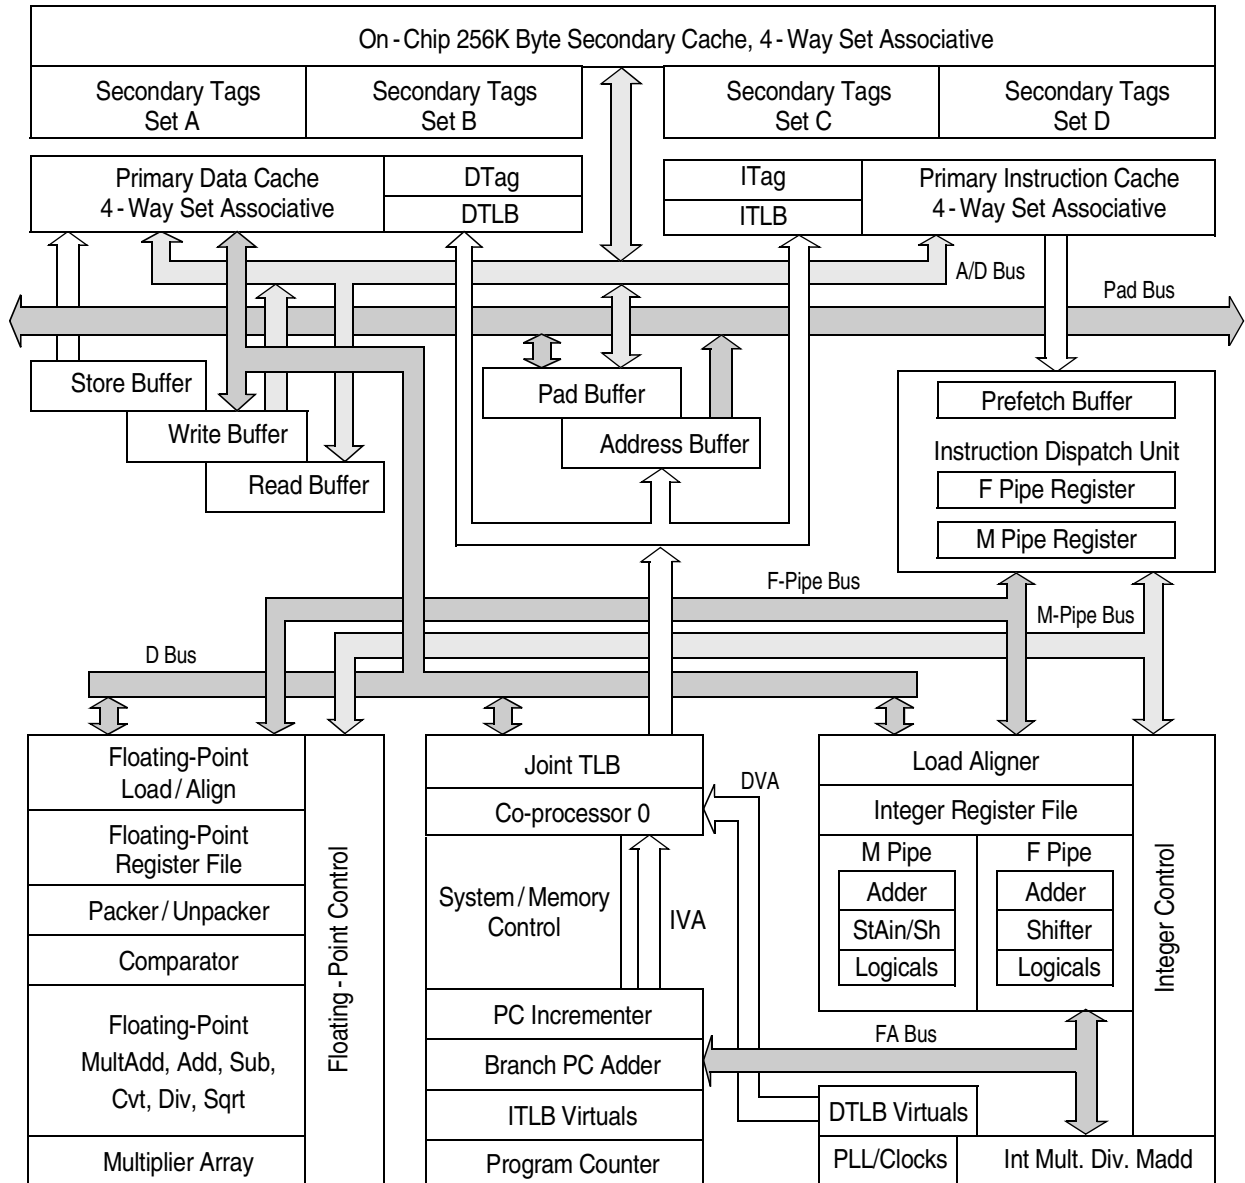 On-Chip 256K Byte Secondary Cache, 4-Way Set Associative
Secondary Tags
Set A
Secondary Tags
Set B
Secondary Tags
Set C
Secondary Tags
Set D
Primary Data Cache
4-Way Set Associative
DTag
DTLB
ITag
ITLB
Primary Instruction Cache
4-Way Set Associative
A/D Bus
Pad Bus
Store Buffer
Write Buffer
Read Buffer
Pad Buffer
Address Buffer
Prefetch Buffer
Instruction Dispatch Unit
F Pipe Register
M Pipe Register
F-Pipe Bus
M-Pipe Bus
D Bus
Floating-Point
Load/Align
Floating-Point
Register File
Packer/Unpacker
Comparator
Floating-Point
MultAdd, Add, Sub,
Cvt, Div, Sqrt
Multiplier Array
Floating-Point Control
Joint TLB
Co-processor 0
System/Memory
Control
IVA
DVA
PC Incrementer
Branch PC Adder
ITLB Virtuals
Program Counter
Load Aligner
Integer Register File
M Pipe
Adder
StAin/Sh
Logicals
F Pipe
Adder
Shifter
Logicals
Integer Control
FA Bus
DTLB Virtuals
PLL/Clocks
Int Mult. Div. Madd